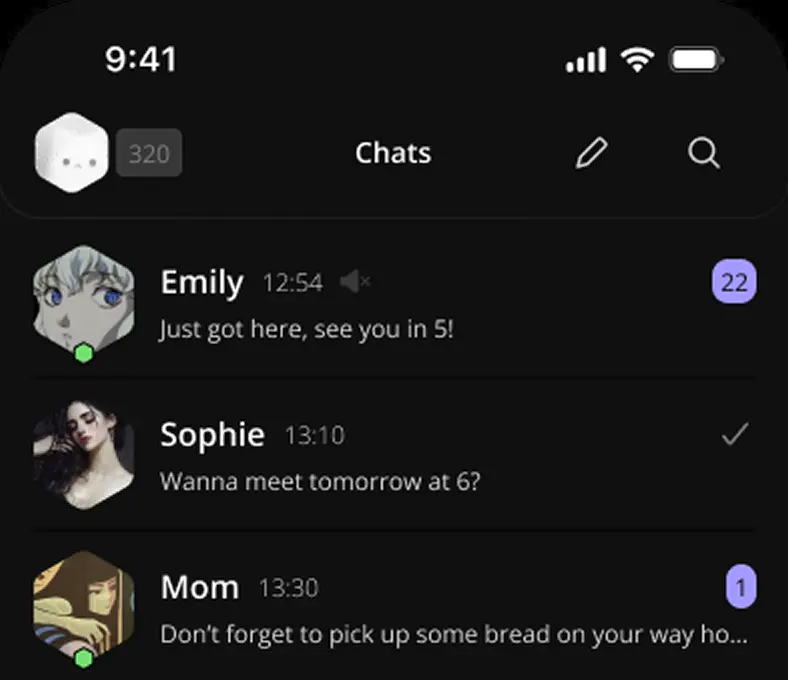 9:41
320
Chats
Emily 12:54
22
Just got here, see you in 5!
Sophie 13:10
Wanna meet tomorrow at 6?
Mom 13:30
1
Don’t forget to pick up some bread on your way ho...